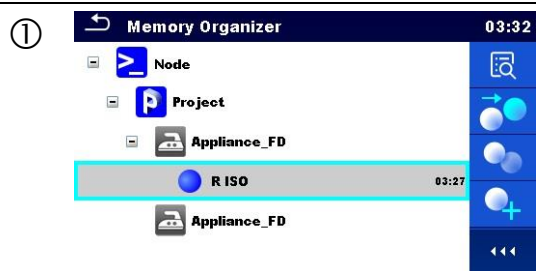 ①
Memory Organizer 03:32
Node
Project
Appliance_FD
R ISO 03:27
Appliance_FD